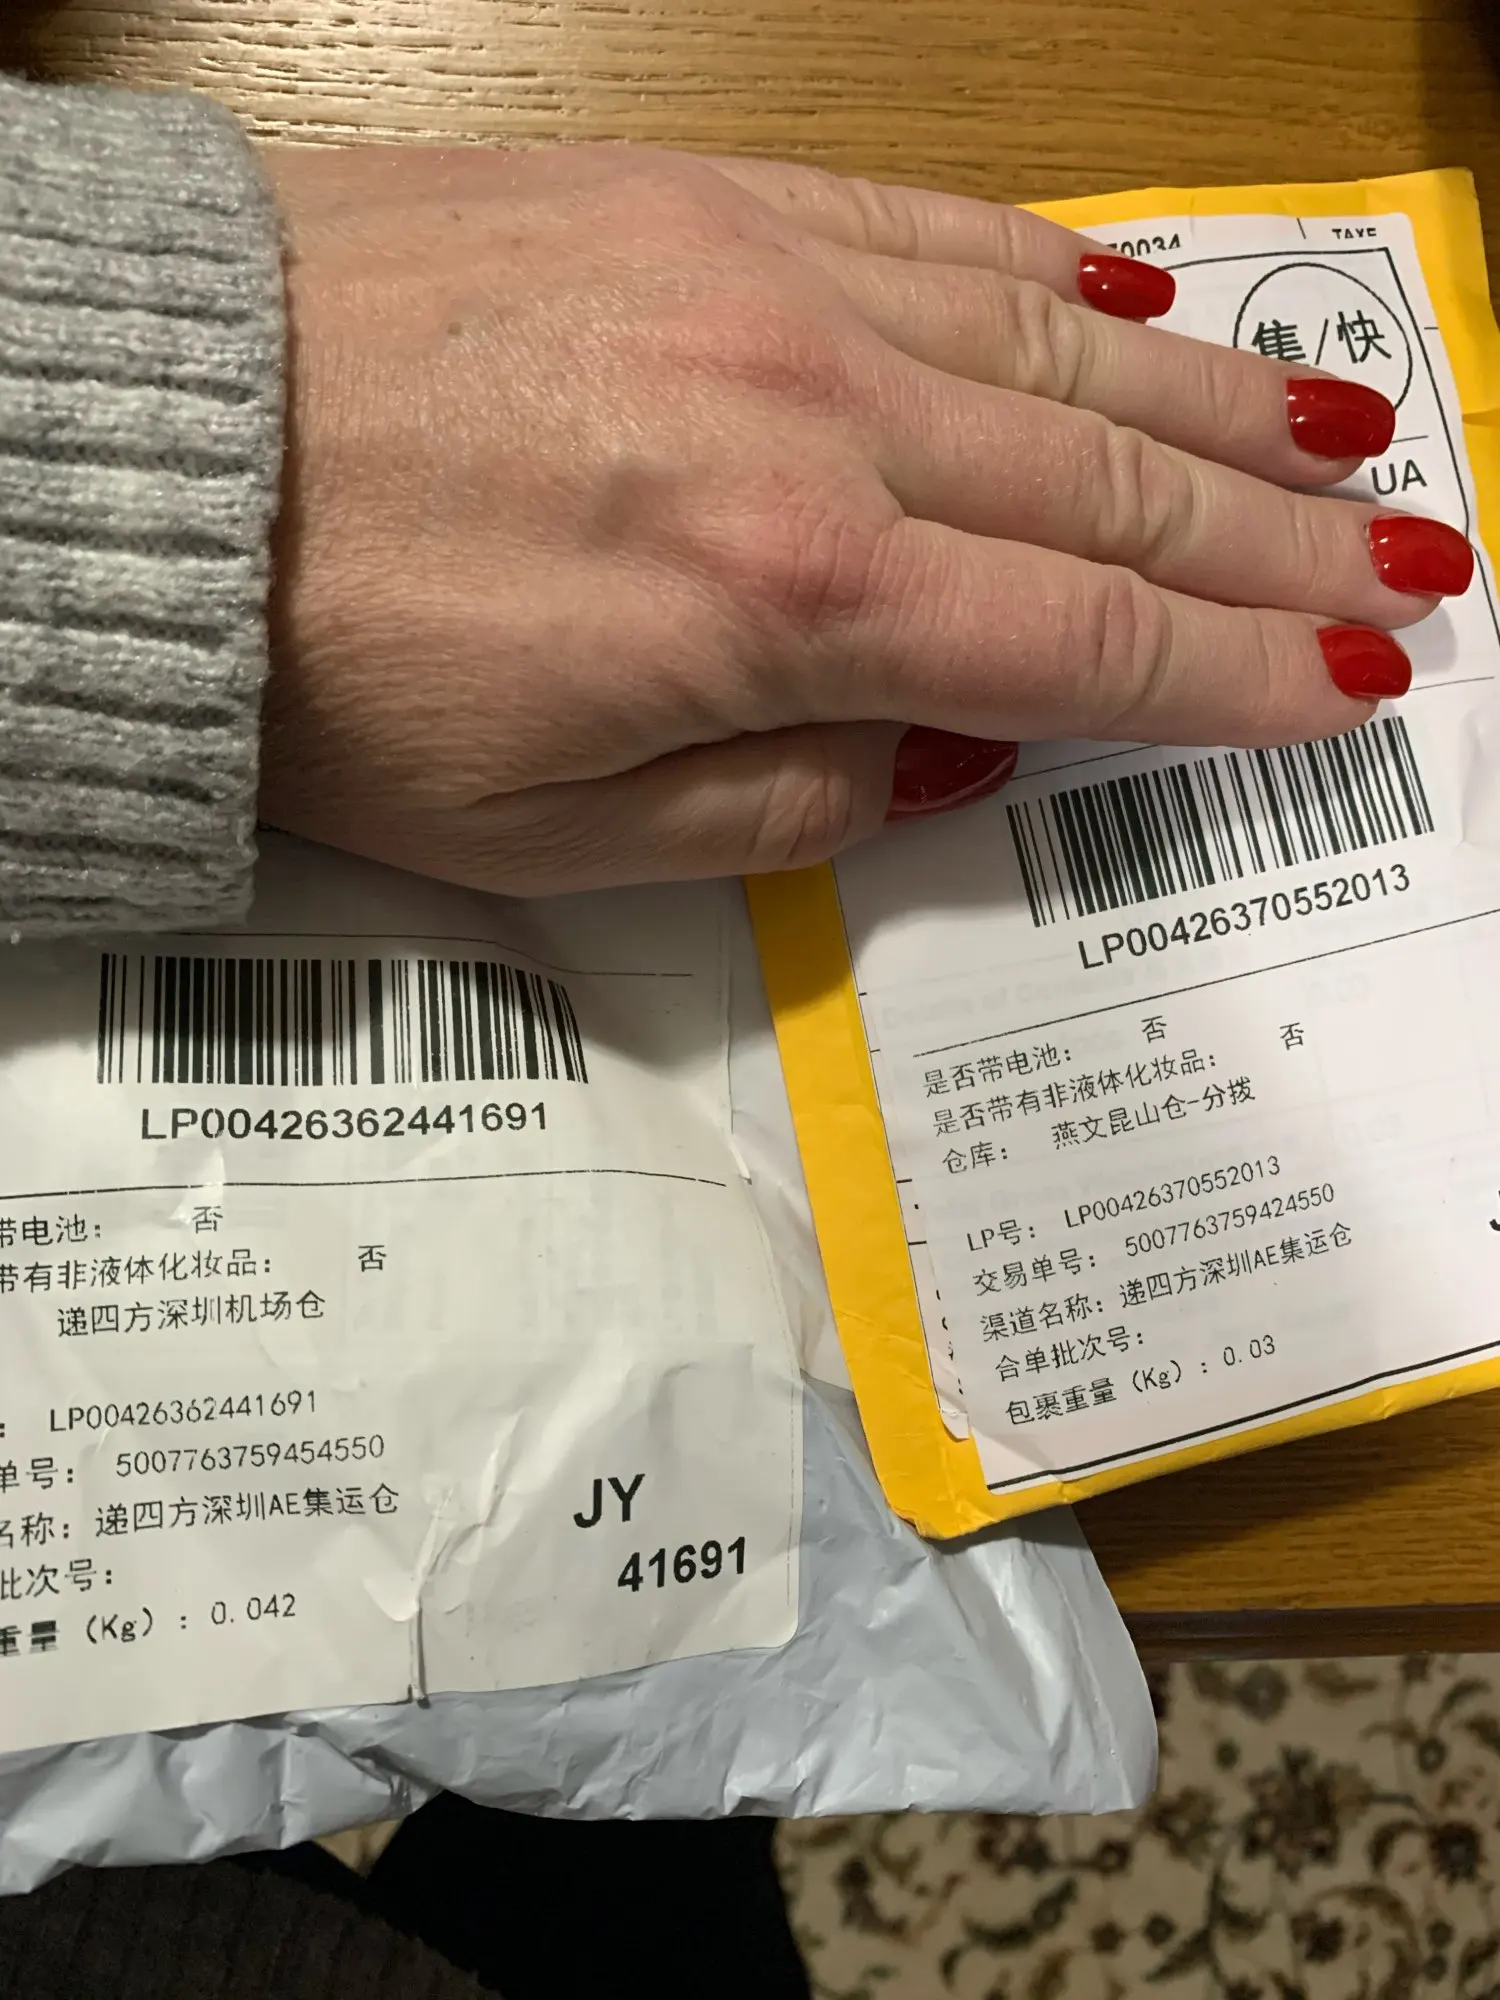 70034
TAXE
集/快
UA
LP00426370552013
是否带电池： 否
是否带有非液体化妆品： 否
仓库： 燕文昆山仓-分拨
LP号： LP00426370552013
交易单号： 5007763759424550
渠道名称：递四方深圳AE集运仓
合单批次号：
包裹重量（Kg）：0.03
LP00426362441691
带电池： 否
带有非液体化妆品： 否
递四方深圳机场仓
： LP00426362441691
单号： 5007763759454550
名称：递四方深圳AE集运仓
批次号：
重量（Kg）：0.042
JY
41691